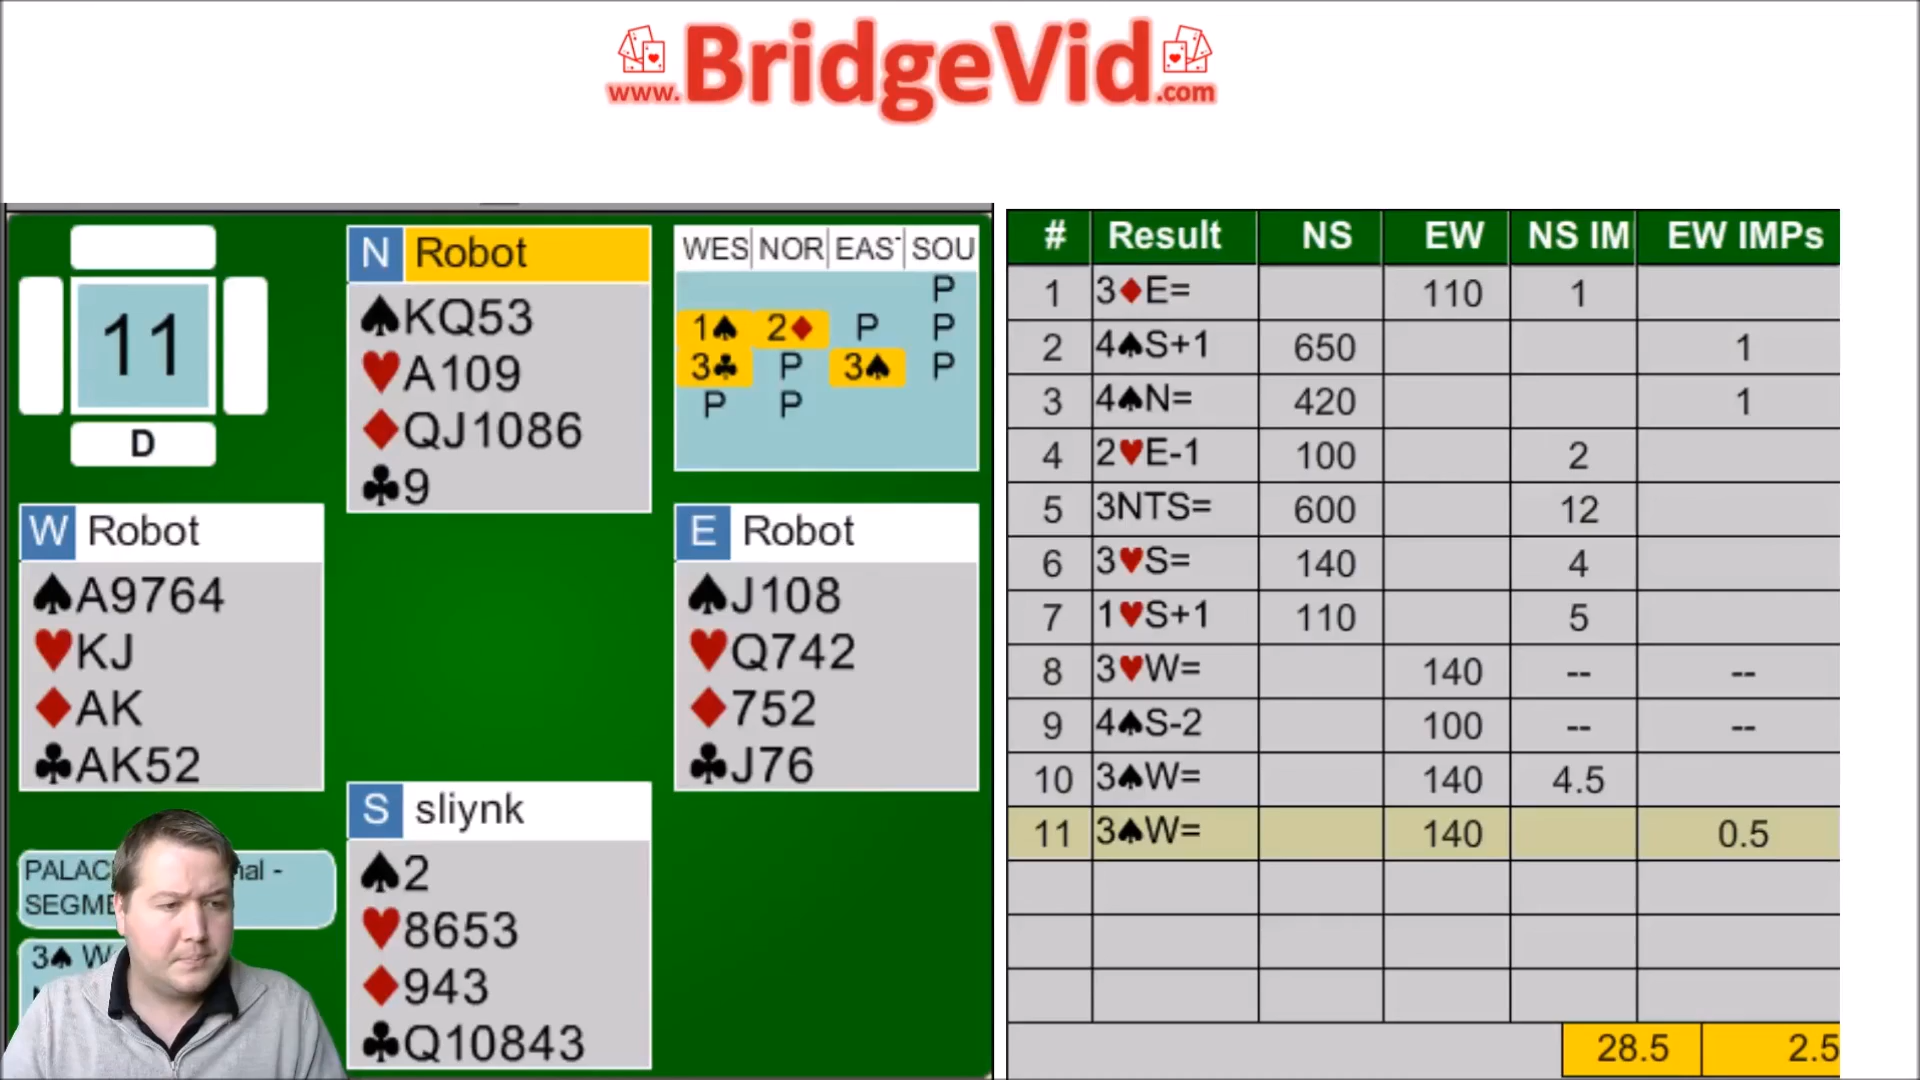 www.BridgeVid.com
11
D
N Robot
♠KQ53
♥A109
♦QJ1086
♣9
WES NOR EAST SOU
P
1♠ 2♦ P P
3♣ P 3♠ P
P P
W Robot
♠A9764
♥KJ
♦AK
♣AK52
E Robot
♠J108
♥Q742
♦752
♣J76
S sliynk
♠2
♥8653
♦943
♣Q10843
PALAC nal -
SEGME
3♠ W
# Result NS EW NS IM EW IMPs
1 3♦E= 110 1
2 4♠S+1 650 1
3 4♠N= 420 1
4 2♥E-1 100 2
5 3NTS= 600 12
6 3♥S= 140 4
7 1♥S+1 110 5
8 3♥W= 140 -- --
9 4♠S-2 100 -- --
10 3♠W= 140 4.5
11 3♠W= 140 0.5
28.5 2.5